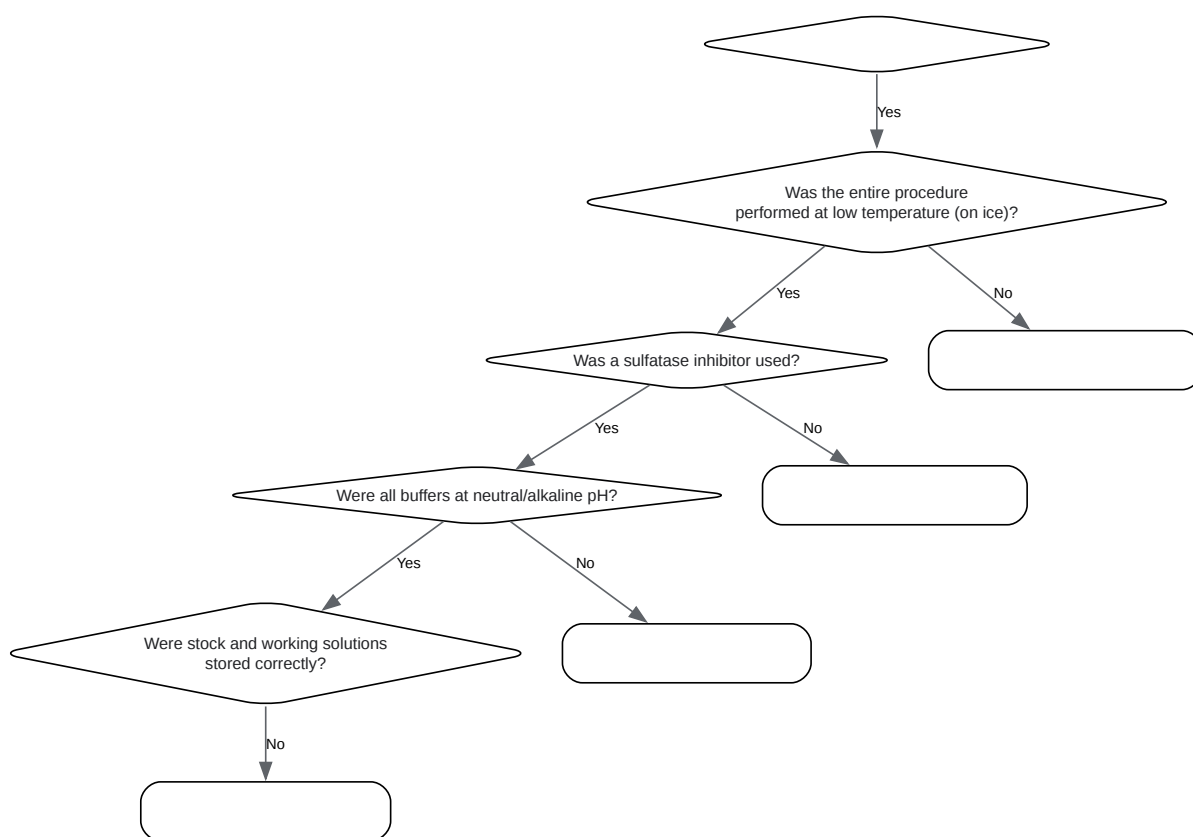 Yes
Was the entire procedure
performed at low temperature (on ice)?
Yes
No
Was a sulfatase inhibitor used?
Yes
No
Were all buffers at neutral/alkaline pH?
Yes
No
Were stock and working solutions
stored correctly?
No